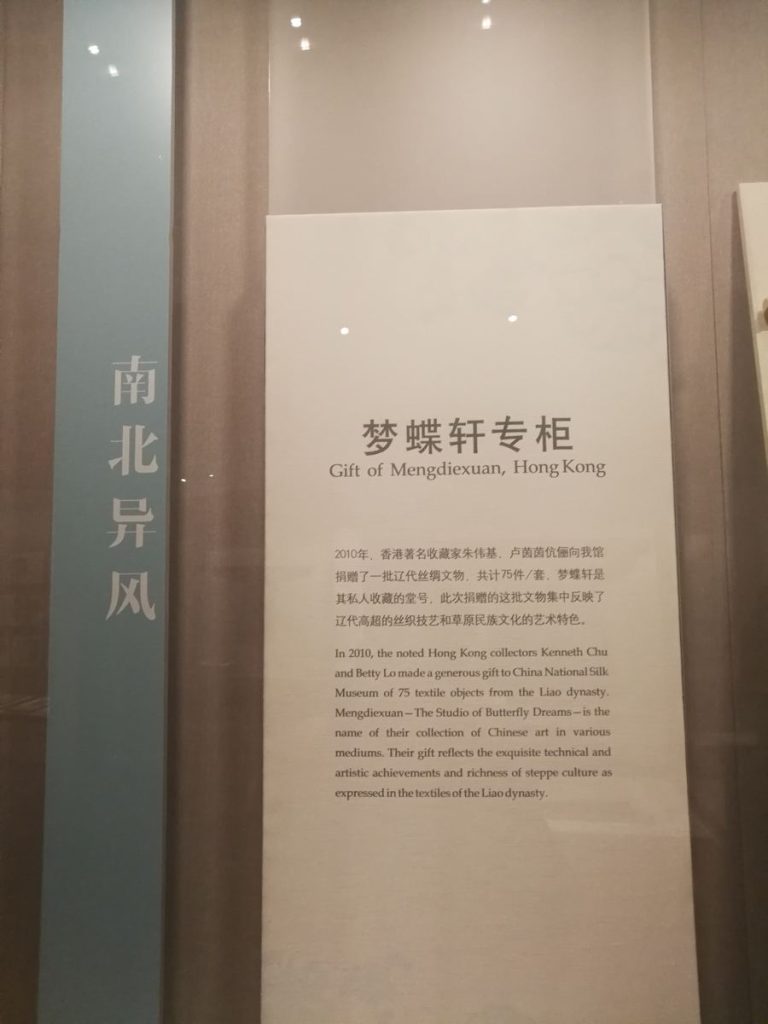 南北异风
梦蝶轩专柜
Gift of Mengdiexuan, Hong Kong
2010年，香港著名收藏家朱伟基、卢茵茵伉俪向我馆
捐赠了一批辽代丝绸文物，共计75件/套，梦蝶轩是
其私人收藏的堂号，此次捐赠的这批文物集中反映了
辽代高超的丝织技艺和草原民族文化的艺术特色。
In 2010, the noted Hong Kong collectors Kenneth Chu
and Betty Lo made a generous gift to China National Silk
Museum of 75 textile objects from the Liao dynasty.
Mengdiexuan—The Studio of Butterfly Dreams—is the
name of their collection of Chinese art in various
mediums. Their gift reflects the exquisite technical and
artistic achievements and richness of steppe culture as
expressed in the textiles of the Liao dynasty.